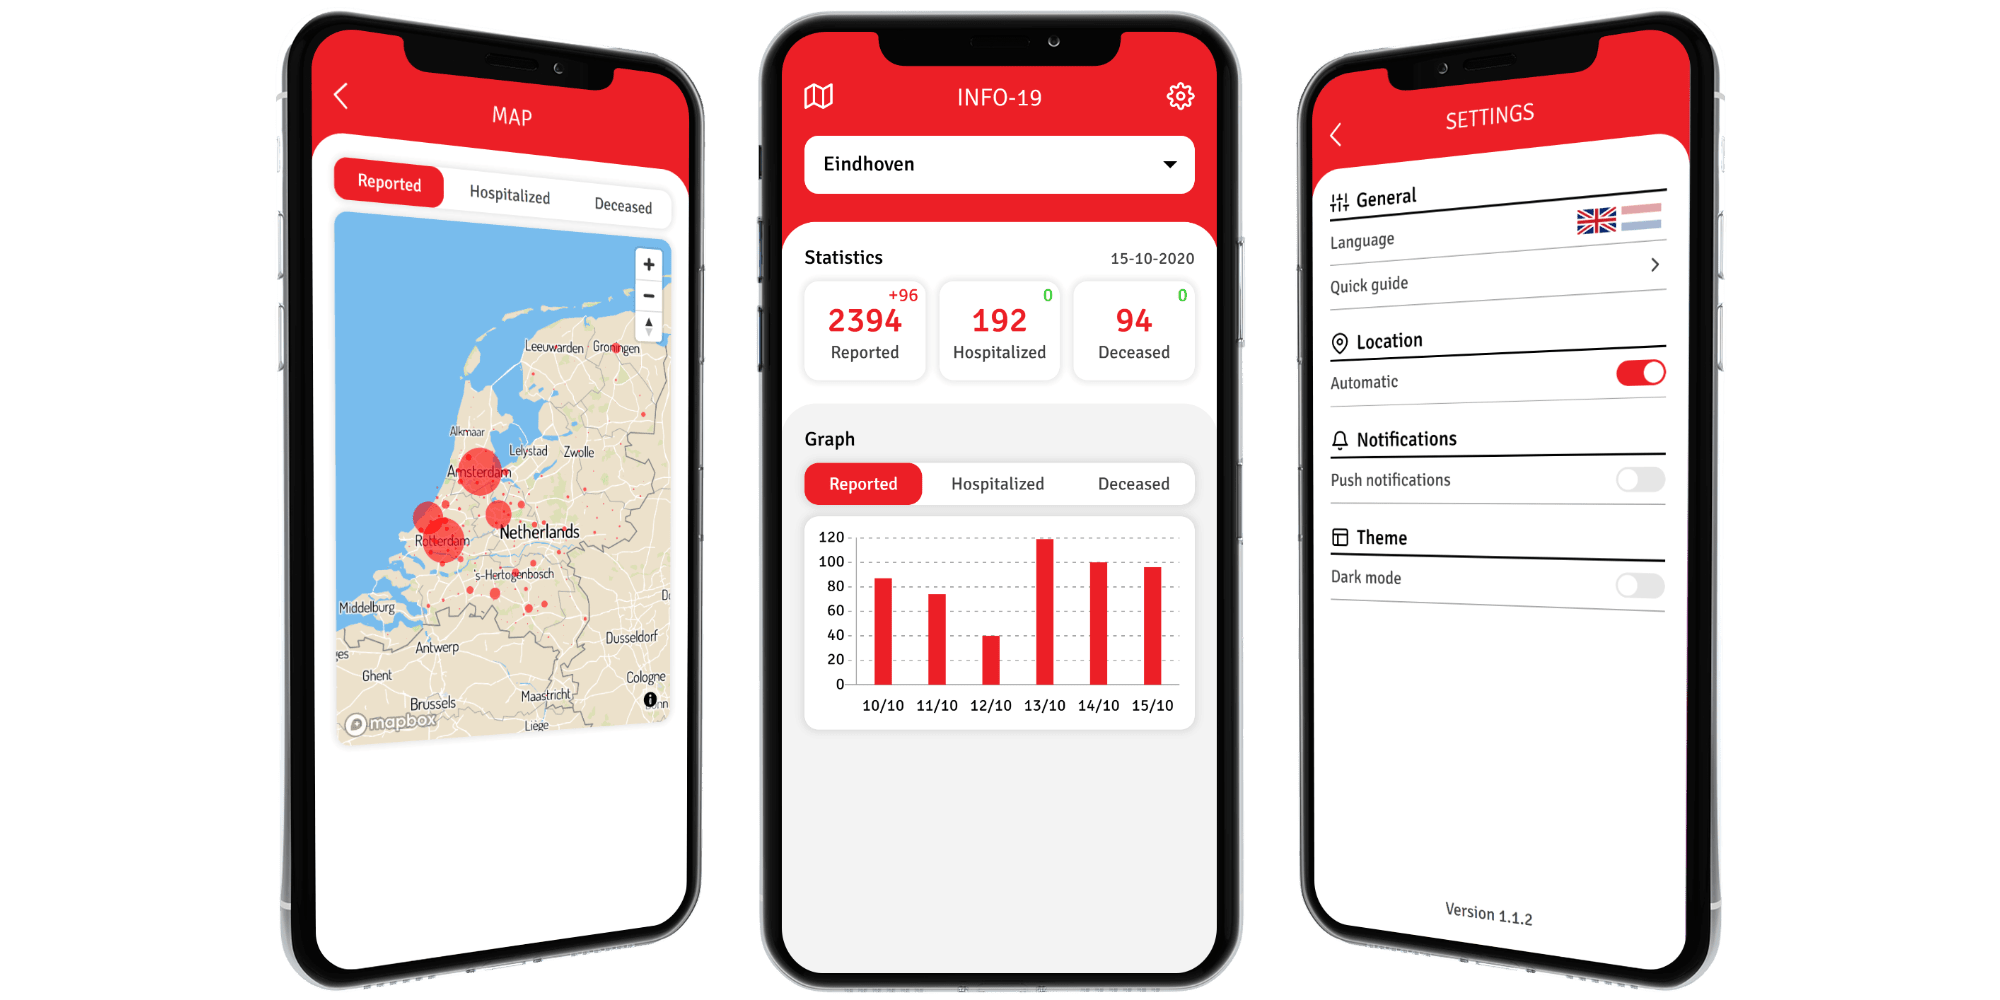 MAP
Reported Hospitalized Deceased
+
−
Leeuwarden Groningen
Alkmaar
Lelystad Zwolle
Amsterdam
Netherlands
Rotterdam
's-Hertogenbosch
Middelburg
Dusseldorf
Antwerp
Ghent
Cologne
Maastricht
Brussels
mapbox
Liège
INFO-19
Eindhoven
Statistics 15-10-2020
+96 0 0
2394 192 94
Reported Hospitalized Deceased
Graph
Reported Hospitalized Deceased
120
100
80
60
40
20
0
10/10 11/10 12/10 13/10 14/10 15/10
SETTINGS
General
Language
Quick guide
Location
Automatic
Notifications
Push notifications
Theme
Dark mode
Version 1.1.2